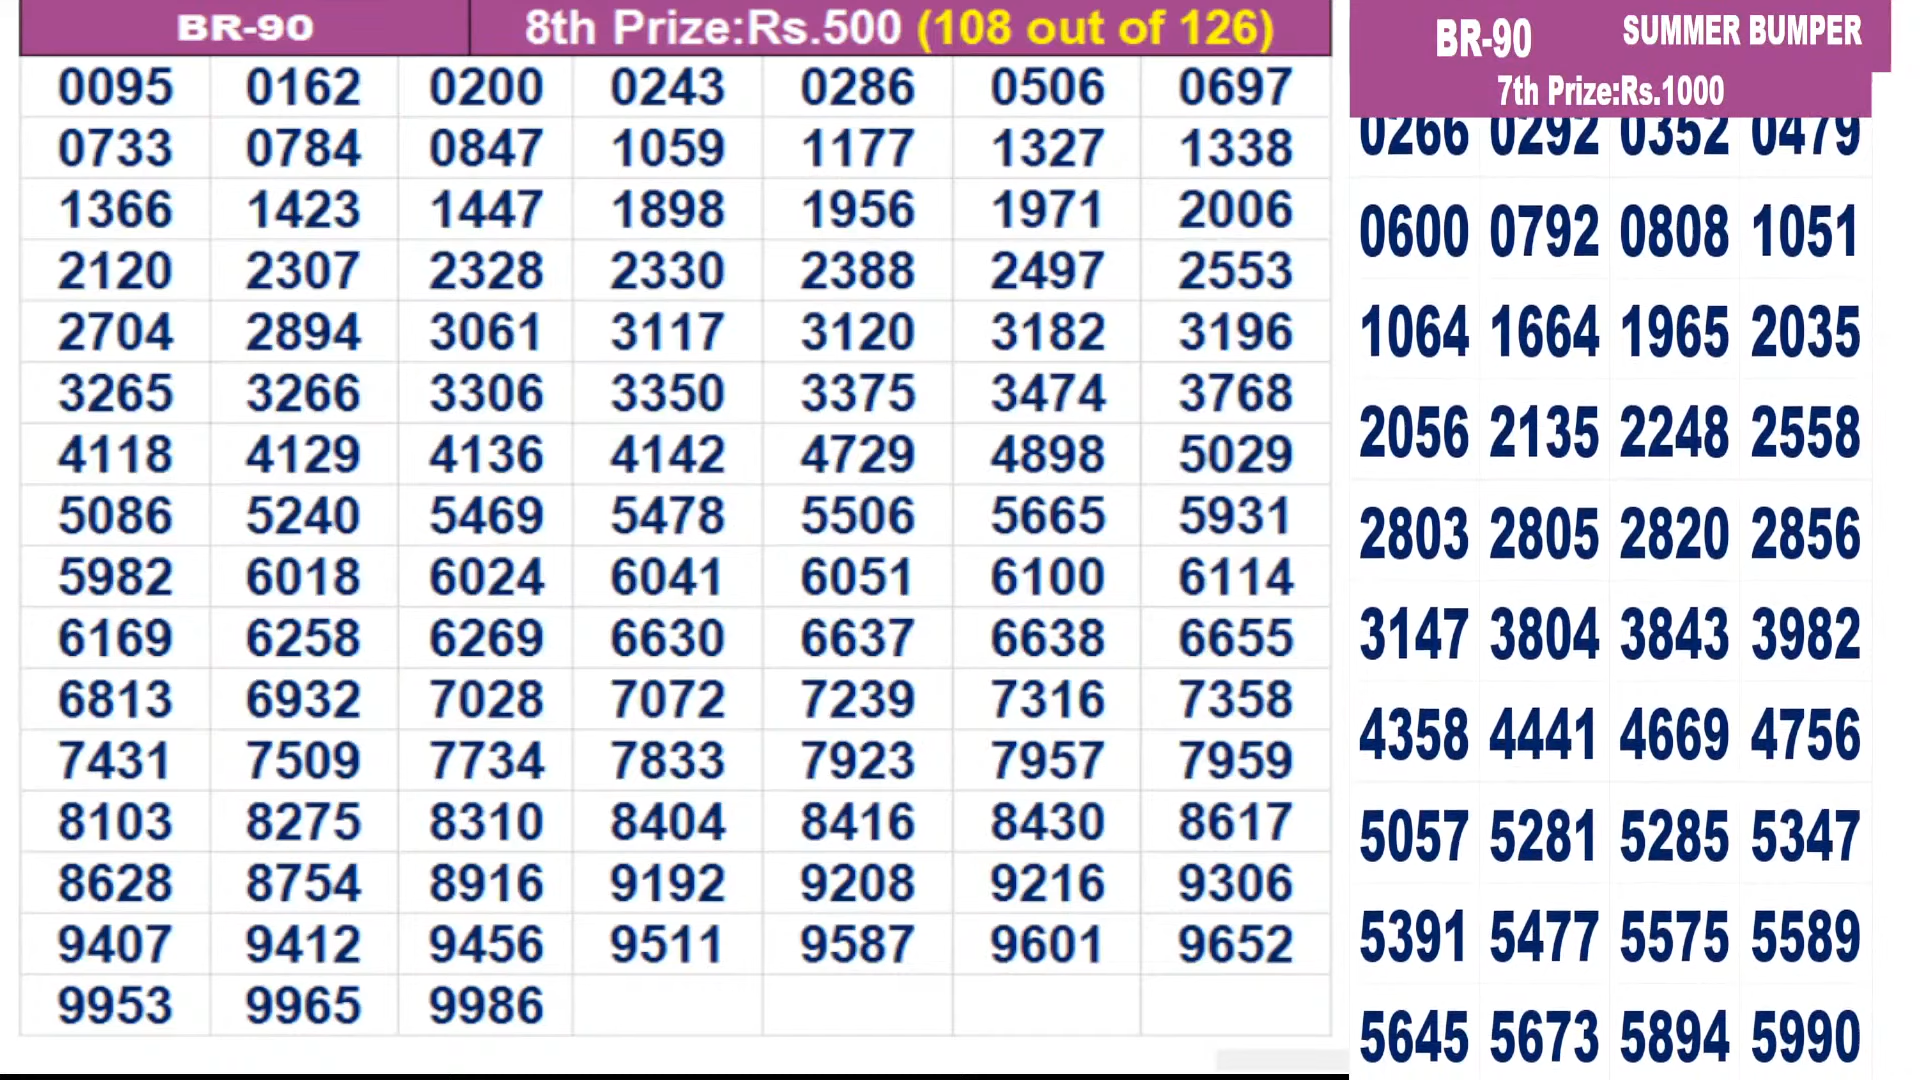 BR-90 8th Prize:Rs.500 (108 out of 126)
0095 0162 0200 0243 0286 0506 0697
0733 0784 0847 1059 1177 1327 1338
1366 1423 1447 1898 1956 1971 2006
2120 2307 2328 2330 2388 2497 2553
2704 2894 3061 3117 3120 3182 3196
3265 3266 3306 3350 3375 3474 3768
4118 4129 4136 4142 4729 4898 5029
5086 5240 5469 5478 5506 5665 5931
5982 6018 6024 6041 6051 6100 6114
6169 6258 6269 6630 6637 6638 6655
6813 6932 7028 7072 7239 7316 7358
7431 7509 7734 7833 7923 7957 7959
8103 8275 8310 8404 8416 8430 8617
8628 8754 8916 9192 9208 9216 9306
9407 9412 9456 9511 9587 9601 9652
9953 9965 9986
BR-90 SUMMER BUMPER
7th Prize:Rs.1000
0266 0292 0352 0479
0600 0792 0808 1051
1064 1664 1965 2035
2056 2135 2248 2558
2803 2805 2820 2856
3147 3804 3843 3982
4358 4441 4669 4756
5057 5281 5285 5347
5391 5477 5575 5589
5645 5673 5894 5990